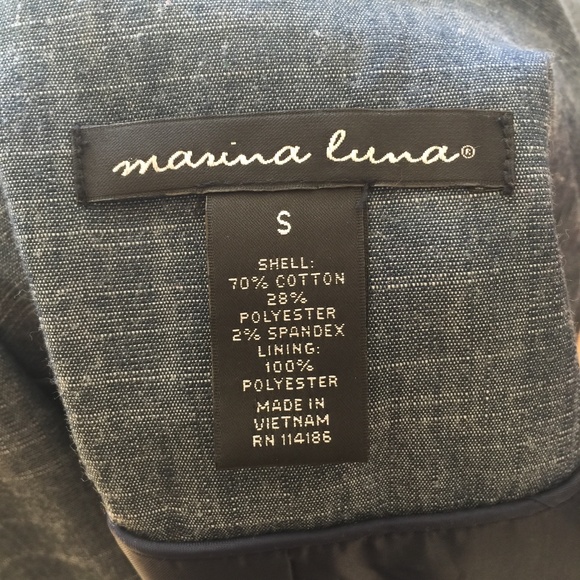 marina luna®
S
SHELL:
70% COTTON
28%
POLYESTER
2% SPANDEX
LINING:
100%
POLYESTER
MADE IN
VIETNAM
RN 114186